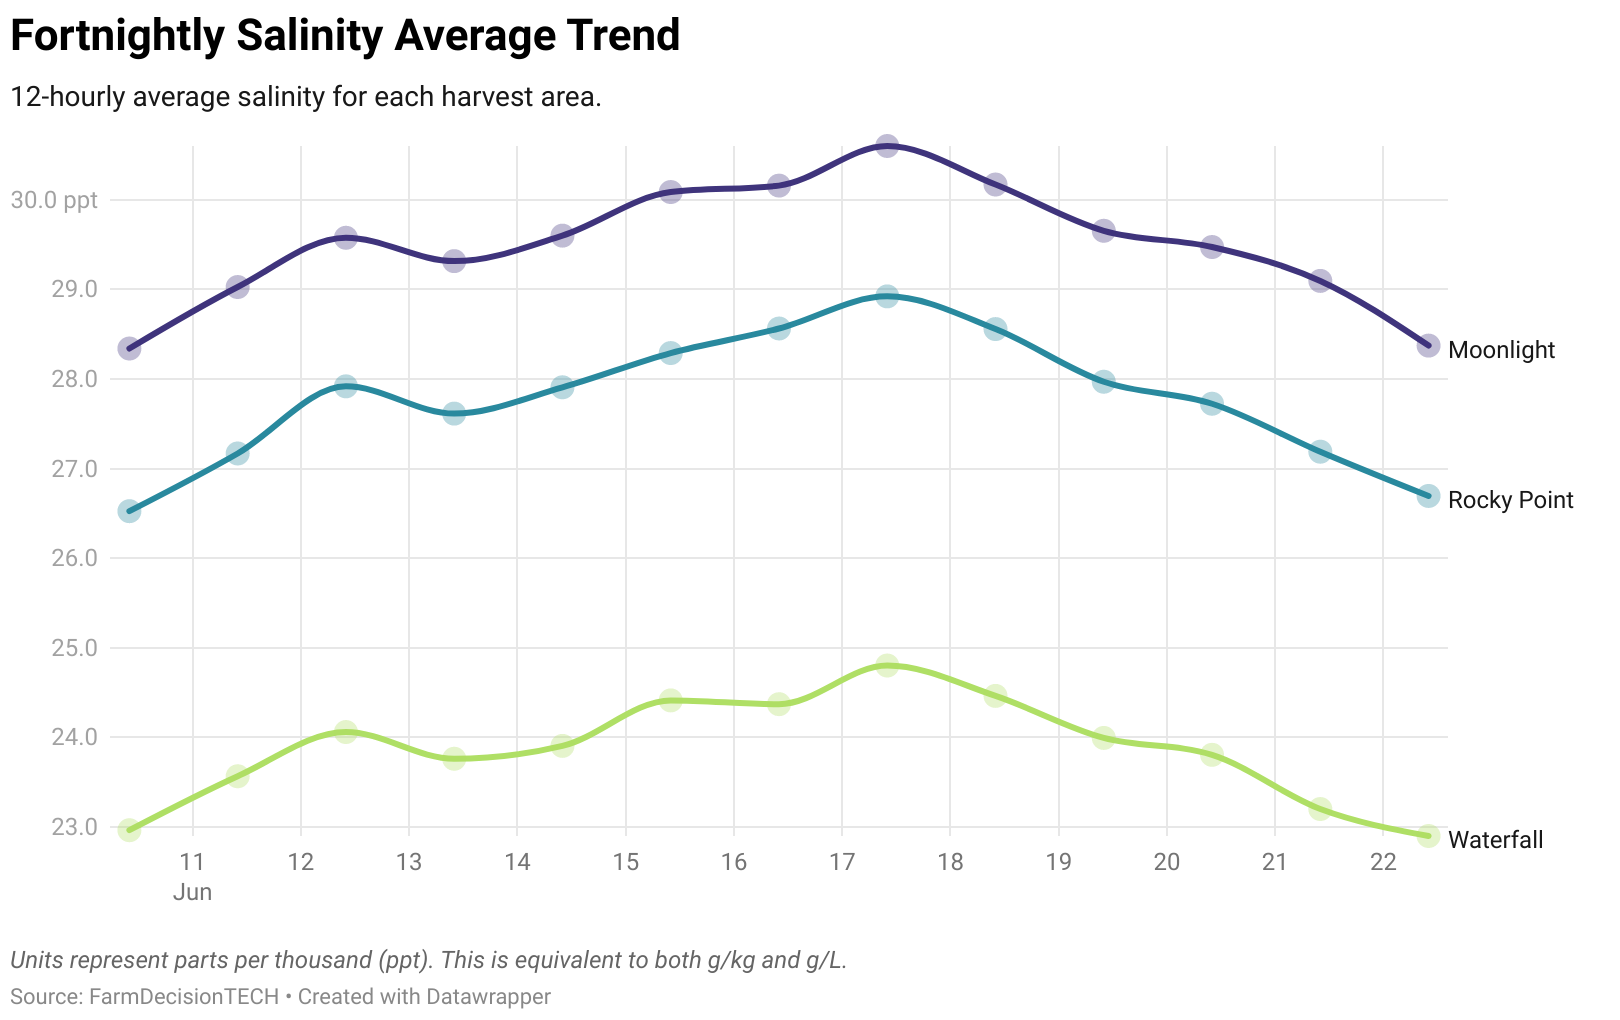 Fortnightly Salinity Average Trend
12-hourly average salinity for each harvest area.
30.0 ppt
29.0
28.0
27.0
26.0
25.0
24.0
23.0
Moonlight
Rocky Point
Waterfall
11 12 13 14 15 16 17 18 19 20 21 22
Jun
Units represent parts per thousand (ppt). This is equivalent to both g/kg and g/L.
Source: FarmDecisionTECH • Created with Datawrapper